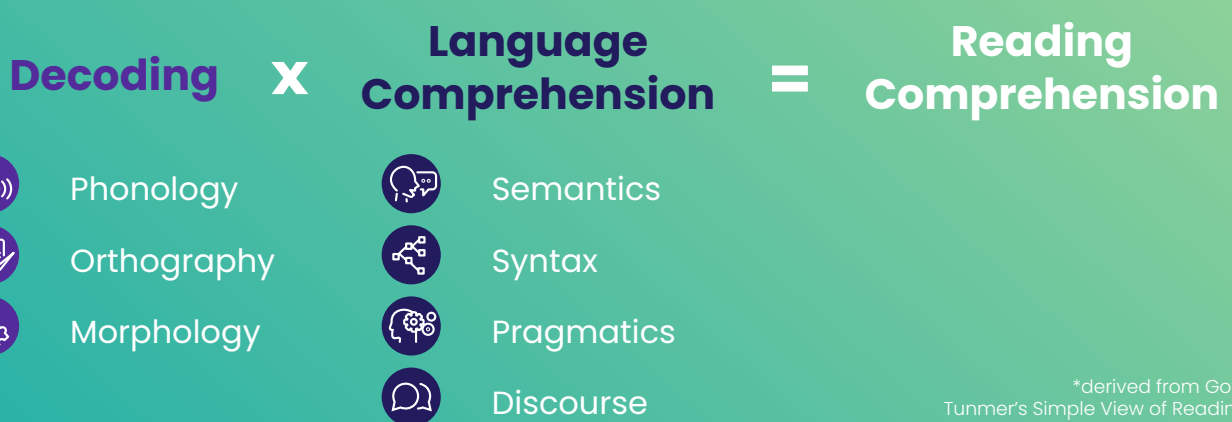 Decoding x Language Comprehension = Reading Comprehension
Phonology
Orthography
Morphology
Semantics
Syntax
Pragmatics
Discourse
*derived from
Tunmer's Simple View of